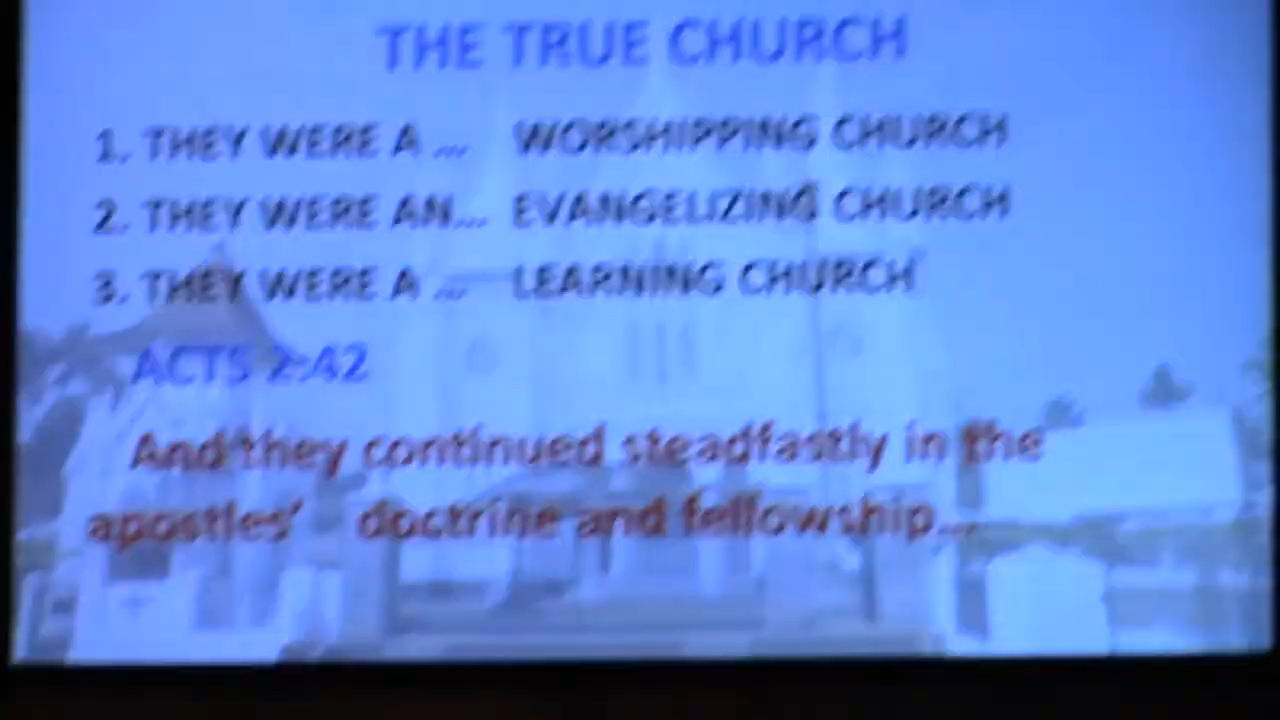 THE TRUE CHURCH
1. THEY WERE A ... WORSHIPPING CHURCH
2. THEY WERE AN... EVANGELIZING CHURCH
3. THEY WERE A ... LEARNING CHURCH
ACTS 2:42
And they continued steadfastly in the
apostles' doctrine and fellowship...